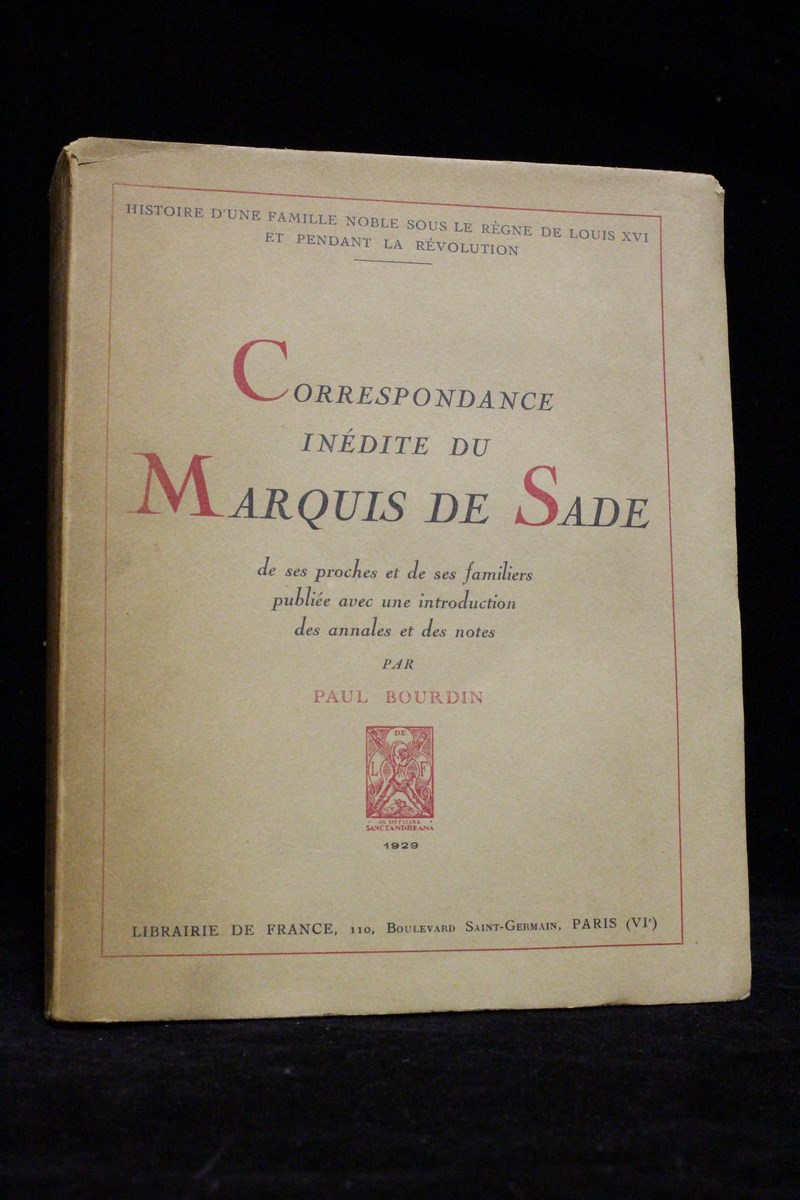 HISTOIRE D'UNE FAMILLE NOBLE SOUS LE RÈGNE DE LOUIS XVI
ET PENDANT LA RÉVOLUTION
CORRESPONDANCE
INÉDITE DU
MARQUIS DE SADE
de ses proches et de ses familiers
publiée avec une introduction
des annales et des notes
PAR
PAUL BOURDIN
DE
L F
IN OFFICINA
SANCTANDREANA
1929
LIBRAIRIE DE FRANCE, 110, BOULEVARD SAINT-GERMAIN, PARIS (VIe)